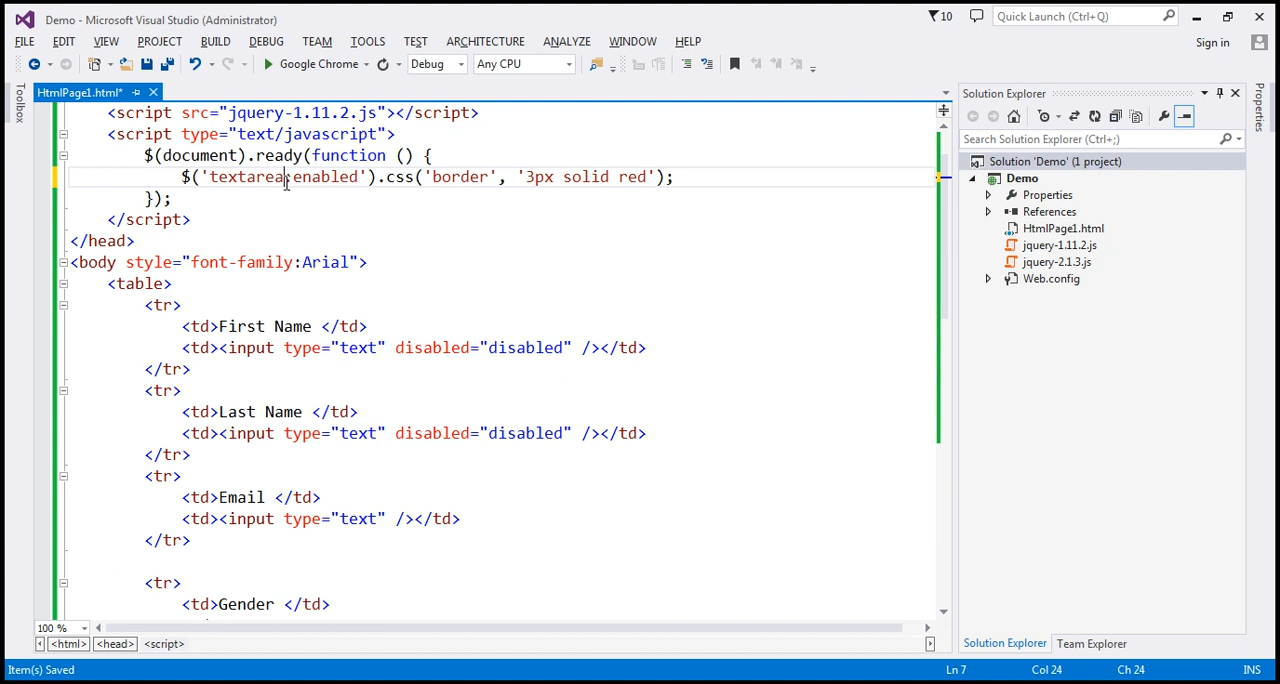 Demo - Microsoft Visual Studio (Administrator)
10
Quick Launch (Ctrl+Q)
FILE EDIT VIEW PROJECT BUILD DEBUG TEAM TOOLS TEST ARCHITECTURE ANALYZE WINDOW HELP
Sign in
Google Chrome
Debug
Any CPU
Toolbox
HtmlPage1.html*
<script src="jquery-1.11.2.js"></script>
<script type="text/javascript">
$(document).ready(function () {
$('textarea:enabled').css('border', '3px solid red');
});
</script>
</head>
<body style="font-family:Arial">
<table>
<tr>
<td>First Name </td>
<td><input type="text" disabled="disabled" /></td>
</tr>
<tr>
<td>Last Name </td>
<td><input type="text" disabled="disabled" /></td>
</tr>
<tr>
<td>Email </td>
<td><input type="text" /></td>
</tr>
<tr>
<td>Gender </td>
100 %
<html> <head> <script>
Solution Explorer
Search Solution Explorer (Ctrl+;)
Solution 'Demo' (1 project)
Demo
Properties
References
HtmlPage1.html
jquery-1.11.2.js
jquery-2.1.3.js
Web.config
Solution Explorer Team Explorer
Properties
Item(s) Saved
Ln 7
Col 24
Ch 24
INS